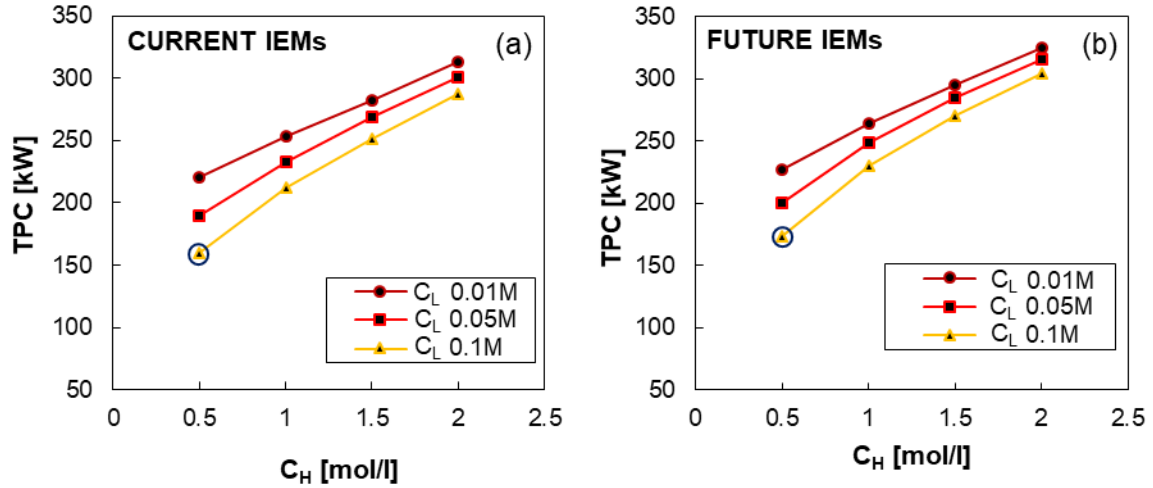 CURRENT IEMs
(a)
TPC [kW]
350
300
250
200
150
100
50
0
0.5
1
1.5
2
2.5
C_H [mol/l]
C_L 0.01M
C_L 0.05M
C_L 0.1M
FUTURE IEMs
(b)
TPC [kW]
350
300
250
200
150
100
50
0
0.5
1
1.5
2
2.5
C_H [mol/l]
C_L 0.01M
C_L 0.05M
C_L 0.1M